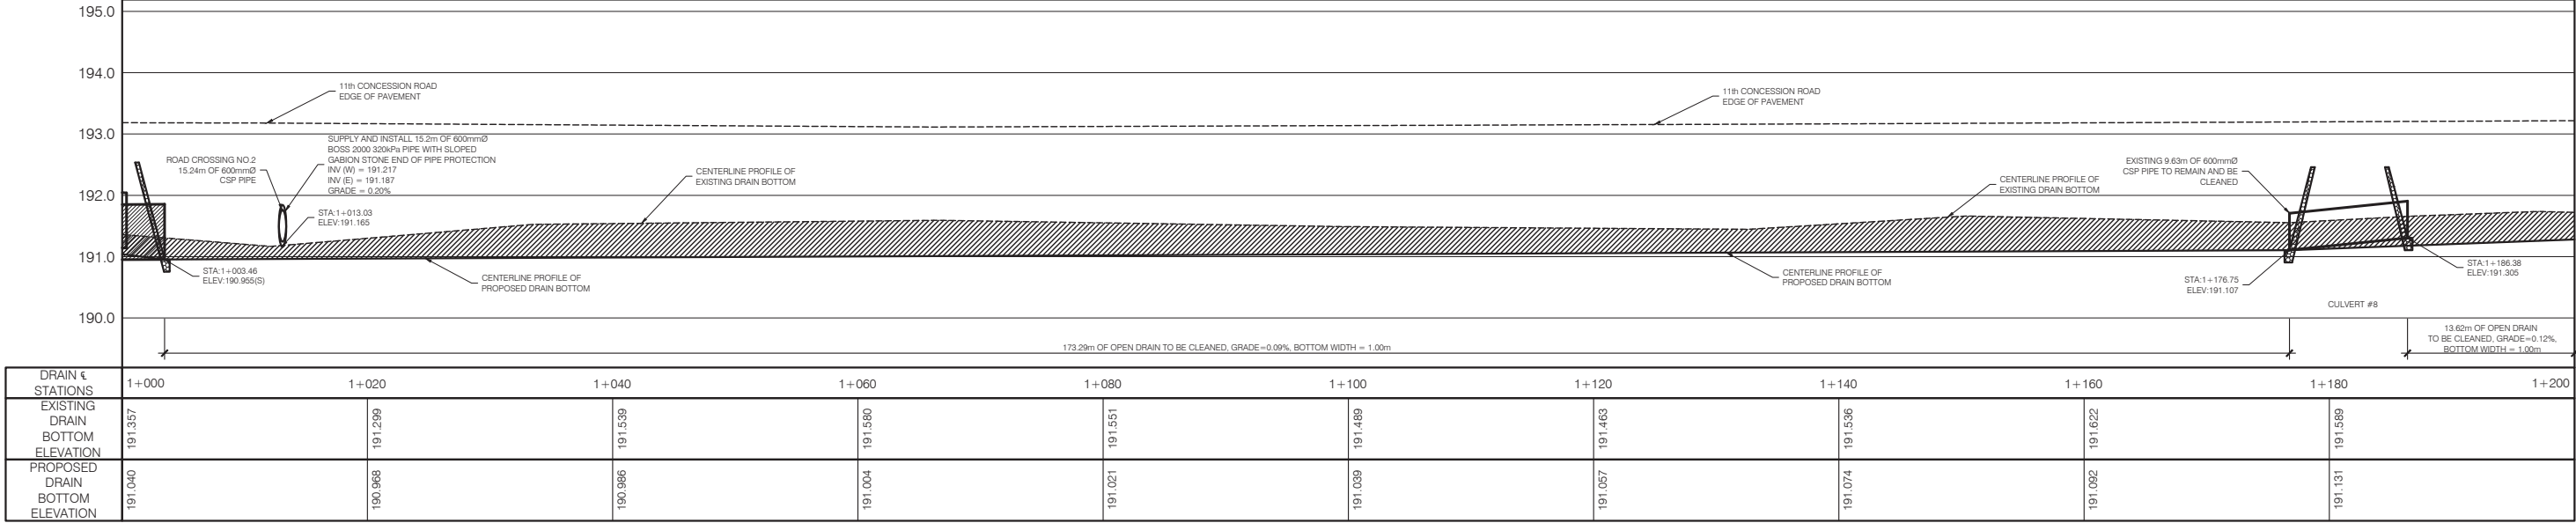 195.0
194.0
193.0
192.0
191.0
190.0
11th CONCESSION ROAD
EDGE OF PAVEMENT
11th CONCESSION ROAD
EDGE OF PAVEMENT
ROAD CROSSING NO.2
15.24m OF 600mmØ
CSP PIPE
SUPPLY AND INSTALL 15.2m OF 600mmØ
BOSS 2000 320kPa PIPE WITH SLOPED
GABION STONE END OF PIPE PROTECTION
INV (W) = 191.217
INV (E) = 191.187
GRADE = 0.20%
STA:1+013.03
ELEV:191.165
CENTERLINE PROFILE OF
EXISTING DRAIN BOTTOM
CENTERLINE PROFILE OF
EXISTING DRAIN BOTTOM
EXISTING 9.63m OF 600mmØ
CSP PIPE TO REMAIN AND BE
CLEANED
STA:1+003.46
ELEV:190.955(S)
CENTERLINE PROFILE OF
PROPOSED DRAIN BOTTOM
CENTERLINE PROFILE OF
PROPOSED DRAIN BOTTOM
STA:1+176.75
ELEV:191.107
STA:1+186.38
ELEV:191.305
CULVERT #8
173.29m OF OPEN DRAIN TO BE CLEANED, GRADE=0.09%, BOTTOM WIDTH = 1.00m
13.62m OF OPEN DRAIN
TO BE CLEANED, GRADE=0.12%,
BOTTOM WIDTH = 1.00m
DRAIN ℄
STATIONS
1+000 1+020 1+040 1+060 1+080 1+100 1+120 1+140 1+160 1+180 1+200
EXISTING
DRAIN
BOTTOM
ELEVATION
191.357 191.299 191.539 191.580 191.551 191.489 191.463 191.536 191.622 191.589
PROPOSED
DRAIN
BOTTOM
ELEVATION
191.040 190.968 190.986 191.004 191.021 191.039 191.057 191.074 191.092 191.131